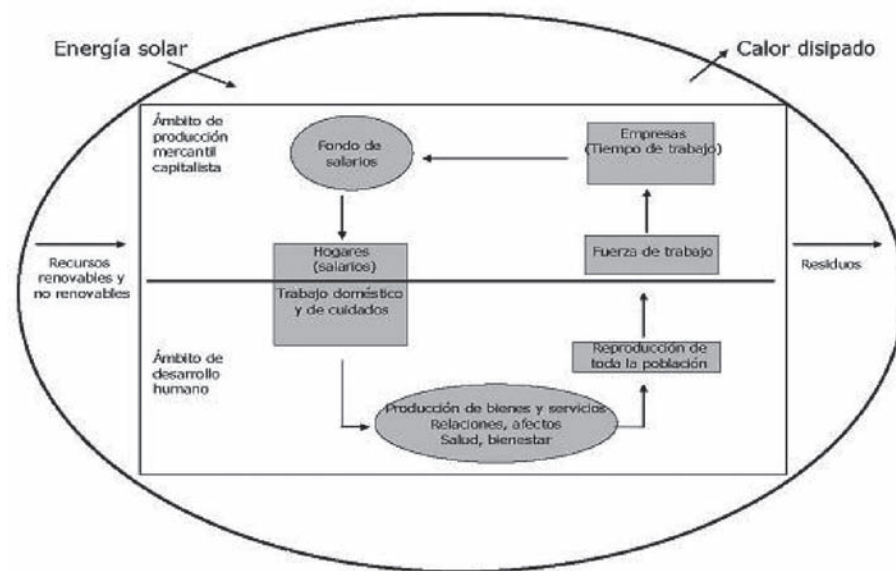 Energía solar
Calor disipado
Ámbito de
producción
mercantil
capitalista
Fondo de
salarios
Empresas
(Tiempo de trabajo)
Recursos
renovables y
no renovables
Hogares
(salarios)
Fuerza de trabajo
Residuos
Trabajo doméstico
y de cuidados
Ámbito de
desarrollo
humano
Reproducción de
toda la población
Producción de bienes y servicios
Relaciones, afectos
Salud, bienestar